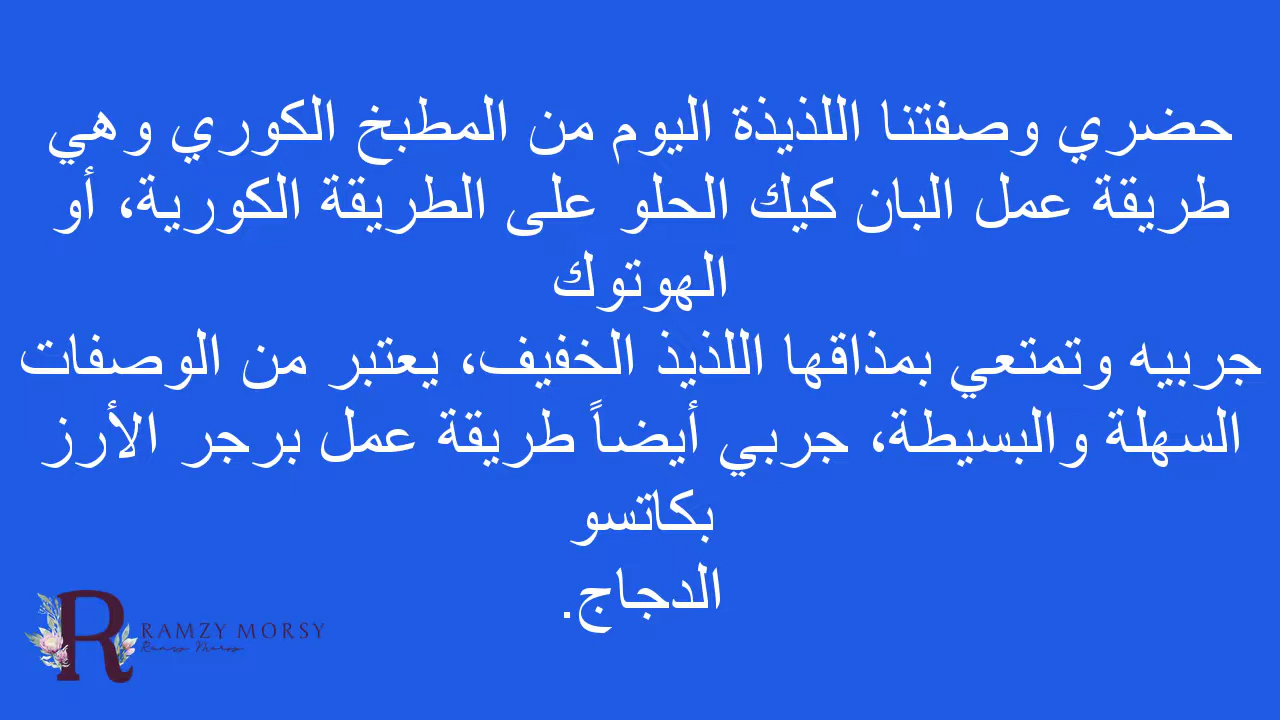 حضري وصفتنا اللذيذة اليوم من المطبخ الكوري وهي
طريقة عمل البان كيك الحلو على الطريقة الكورية، أو
الهوتوك
جربيه وتمتعي بمذاقها اللذيذ الخفيف، يعتبر من الوصفات
السهلة والبسيطة، جربي أيضاً طريقة عمل برجر الأرز
بكاتسو
الدجاج.
R
RAMZY MORSY